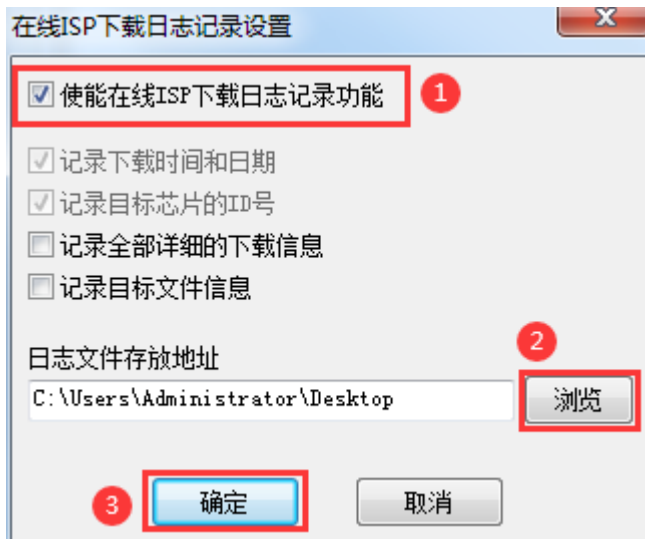 在线ISP下载日志记录设置
使能在线ISP下载日志记录功能 1
记录下载时间和日期
记录目标芯片的ID号
记录全部详细的下载信息
记录目标文件信息
日志文件存放地址 2
C:\Users\Administrator\Desktop 浏览
3 确定 取消